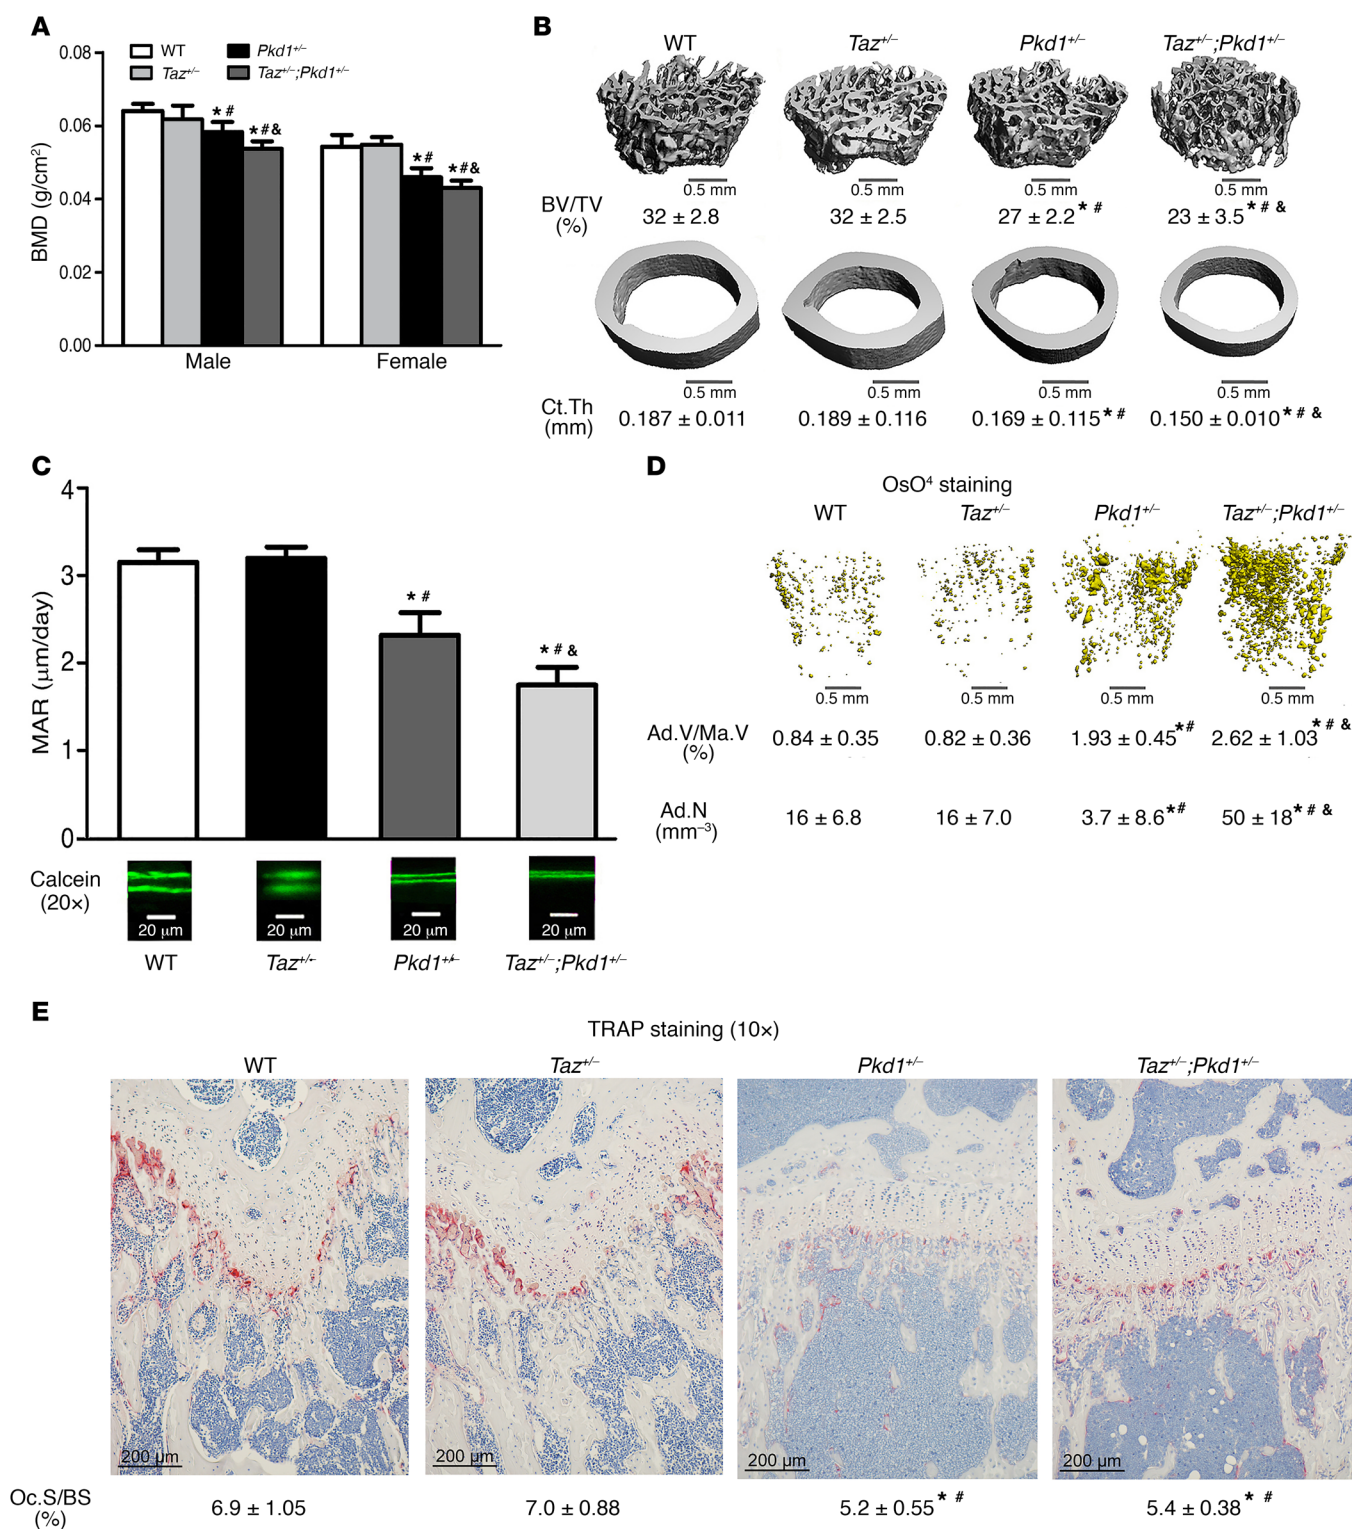 A
0.08
0.06
0.04
0.02
0.00
BMD (g/cm²)
WT
Pkd1+/–
Taz+/–
Taz+/–;Pkd1+/–
* #
*#&
*#
*#&
Male
Female
B
WT
Taz+/–
Pkd1+/–
Taz+/–;Pkd1+/–
0.5 mm
0.5 mm
0.5 mm
0.5 mm
BV/TV
(%)
32 ± 2.8
32 ± 2.5
27 ± 2.2* #
23 ± 3.5* # &
0.5 mm
0.5 mm
0.5 mm
0.5 mm
Ct.Th
(mm)
0.187 ± 0.011
0.189 ± 0.116
0.169 ± 0.115* #
0.150 ± 0.010* # &
C
4
3
2
1
0
MAR (μm/day)
* #
* # &
Calcein
(20×)
20 μm
20 μm
20 μm
20 μm
WT
Taz+/–
Pkd1+/–
Taz+/–;Pkd1+/–
D
OsO⁴ staining
WT
Taz+/–
Pkd1+/–
Taz+/–;Pkd1+/–
0.5 mm
0.5 mm
0.5 mm
0.5 mm
Ad.V/Ma.V
(%)
0.84 ± 0.35
0.82 ± 0.36
1.93 ± 0.45*#
2.62 ± 1.03* # &
Ad.N
(mm⁻³)
16 ± 6.8
16 ± 7.0
3.7 ± 8.6*#
50 ± 18* # &
E
TRAP staining (10×)
WT
Taz+/–
Pkd1+/–
Taz+/–;Pkd1+/–
200 μm
200 μm
200 μm
200 μm
Oc.S/BS
(%)
6.9 ± 1.05
7.0 ± 0.88
5.2 ± 0.55* #
5.4 ± 0.38* #